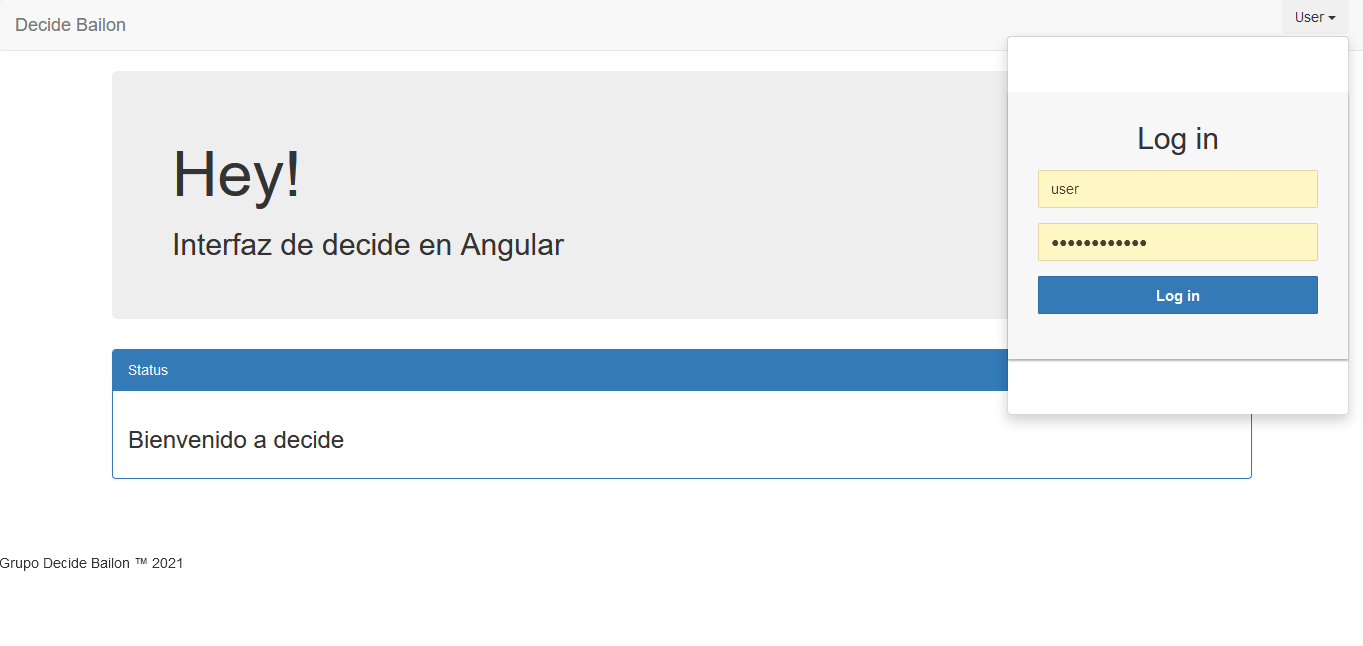 Decide Bailon
User
Hey!
Interfaz de decide en Angular
Log in
user
••••••••••••
Log in
Status
Bienvenido a decide
Grupo Decide Bailon ™ 2021